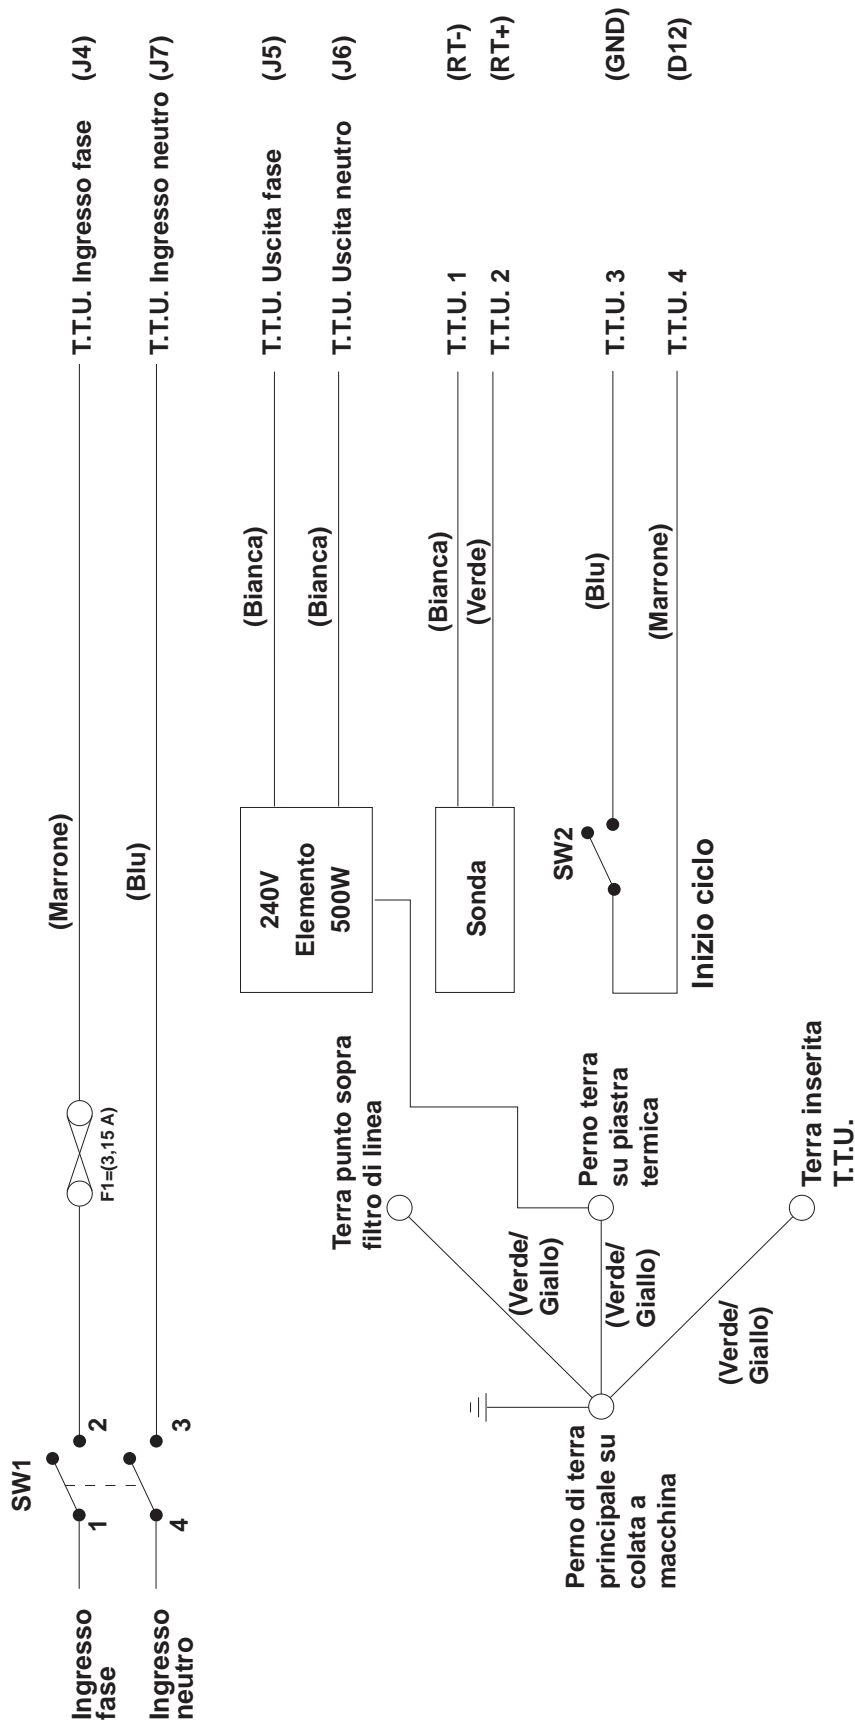 Ingresso
fase
SW1
1
2
F1=(3,15 A)
(Marrone)
T.T.U. Ingresso fase
(J4)
Ingresso
neutro
4
3
(Blu)
T.T.U. Ingresso neutro (J7)
240V
Elemento
500W
(Bianca)
T.T.U. Uscita fase
(J5)
(Bianca)
T.T.U. Uscita neutro
(J6)
Sonda
(Bianca)
T.T.U. 1
(RT-)
(Verde)
T.T.U. 2
(RT+)
SW2
(Blu)
T.T.U. 3
(GND)
(Marrone)
T.T.U. 4
(D12)
Inizio ciclo
Terra punto sopra
filtro di linea
(Verde/
Giallo)
Perno terra
su piastra
termica
(Verde/
Giallo)
Terra inserita
T.T.U.
(Verde/
Giallo)
Perno di terra
principale su
colata a
macchina